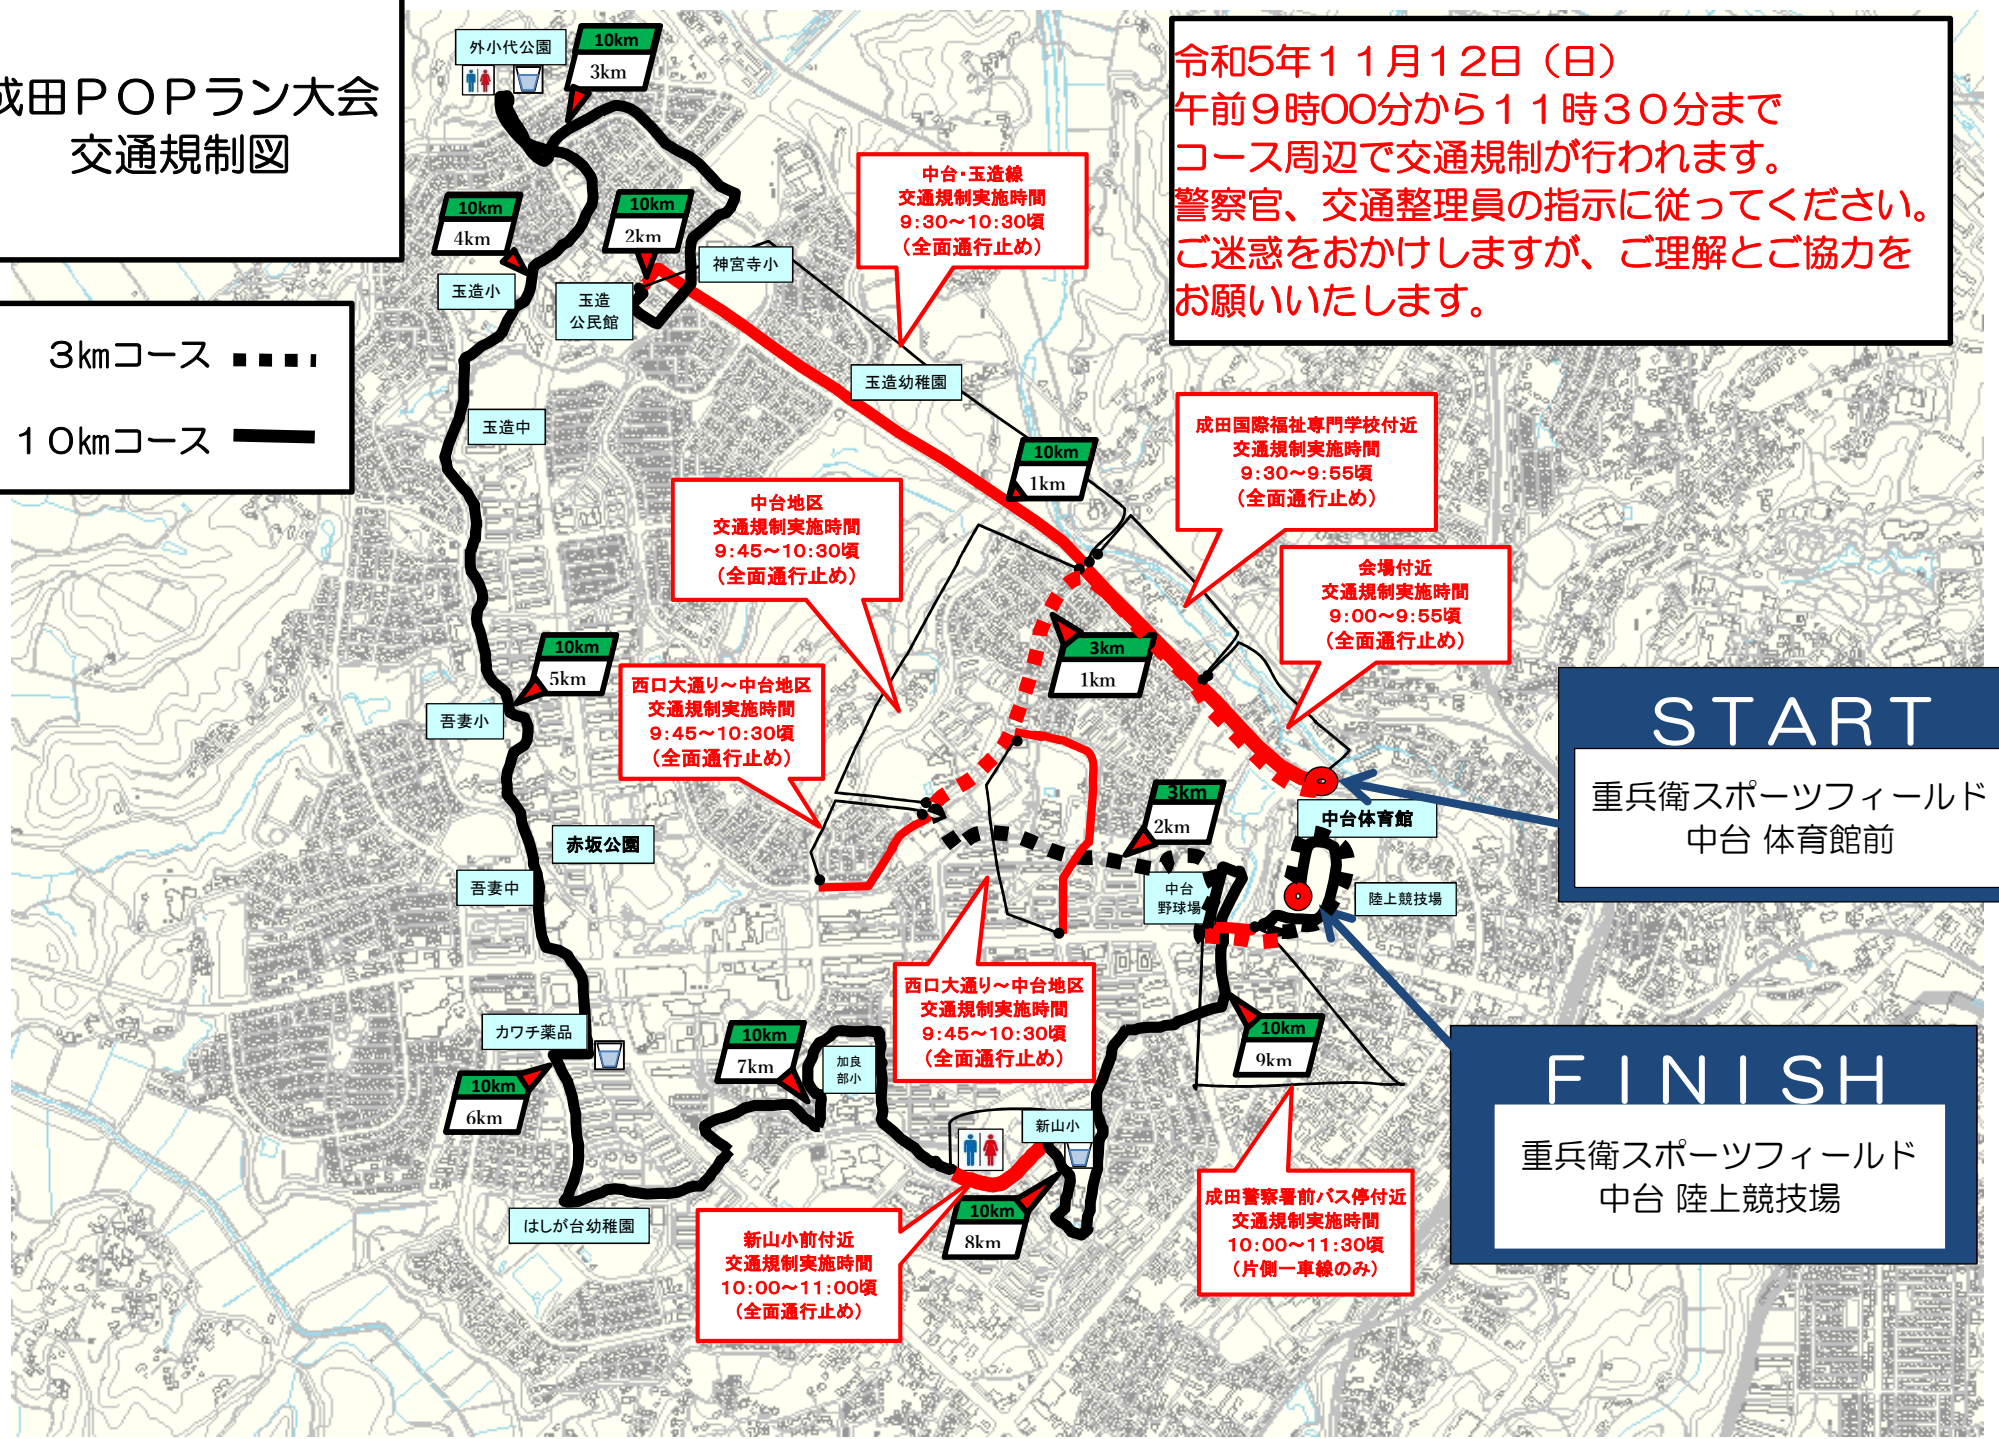 成田ＰＯＰラン大会
交通規制図
3㎞コース
１０㎞コース
令和5年１１月１２日（日）
午前９時００分から１１時３０分まで
コース周辺で交通規制が行われます。
警察官、交通整理員の指示に従ってください。
ご迷惑をおかけしますが、ご理解とご協力を
お願いいたします。
外小代公園
10km
3km
10km
4km
10km
2km
玉造小
玉造
公民館
神宮寺小
中台・玉造線
交通規制実施時間
9:30～10:30頃
（全面通行止め）
玉造幼稚園
玉造中
10km
1km
成田国際福祉専門学校付近
交通規制実施時間
9:30～9:55頃
（全面通行止め）
中台地区
交通規制実施時間
9:45～10:30頃
（全面通行止め）
会場付近
交通規制実施時間
9:00～9:55頃
（全面通行止め）
10km
5km
3km
1km
西口大通り～中台地区
交通規制実施時間
9:45～10:30頃
（全面通行止め）
吾妻小
START
重兵衛スポーツフィールド
中台 体育館前
3km
2km
中台体育館
赤坂公園
吾妻中
中台
野球場
陸上競技場
西口大通り～中台地区
交通規制実施時間
9:45～10:30頃
（全面通行止め）
カワチ薬品
10km
6km
10km
7km
加良
部小
10km
9km
FINISH
重兵衛スポーツフィールド
中台 陸上競技場
新山小
はしが台幼稚園
10km
8km
新山小前付近
交通規制実施時間
10:00～11:00頃
（全面通行止め）
成田警察署前バス停付近
交通規制実施時間
10:00～11:30頃
（片側一車線のみ）